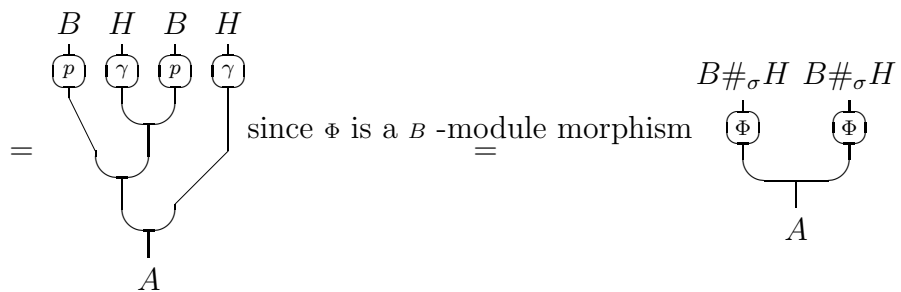 B H B H
p γ p γ
B#σH B#σH
Φ Φ
= since Φ is a B -module morphism =
A
A